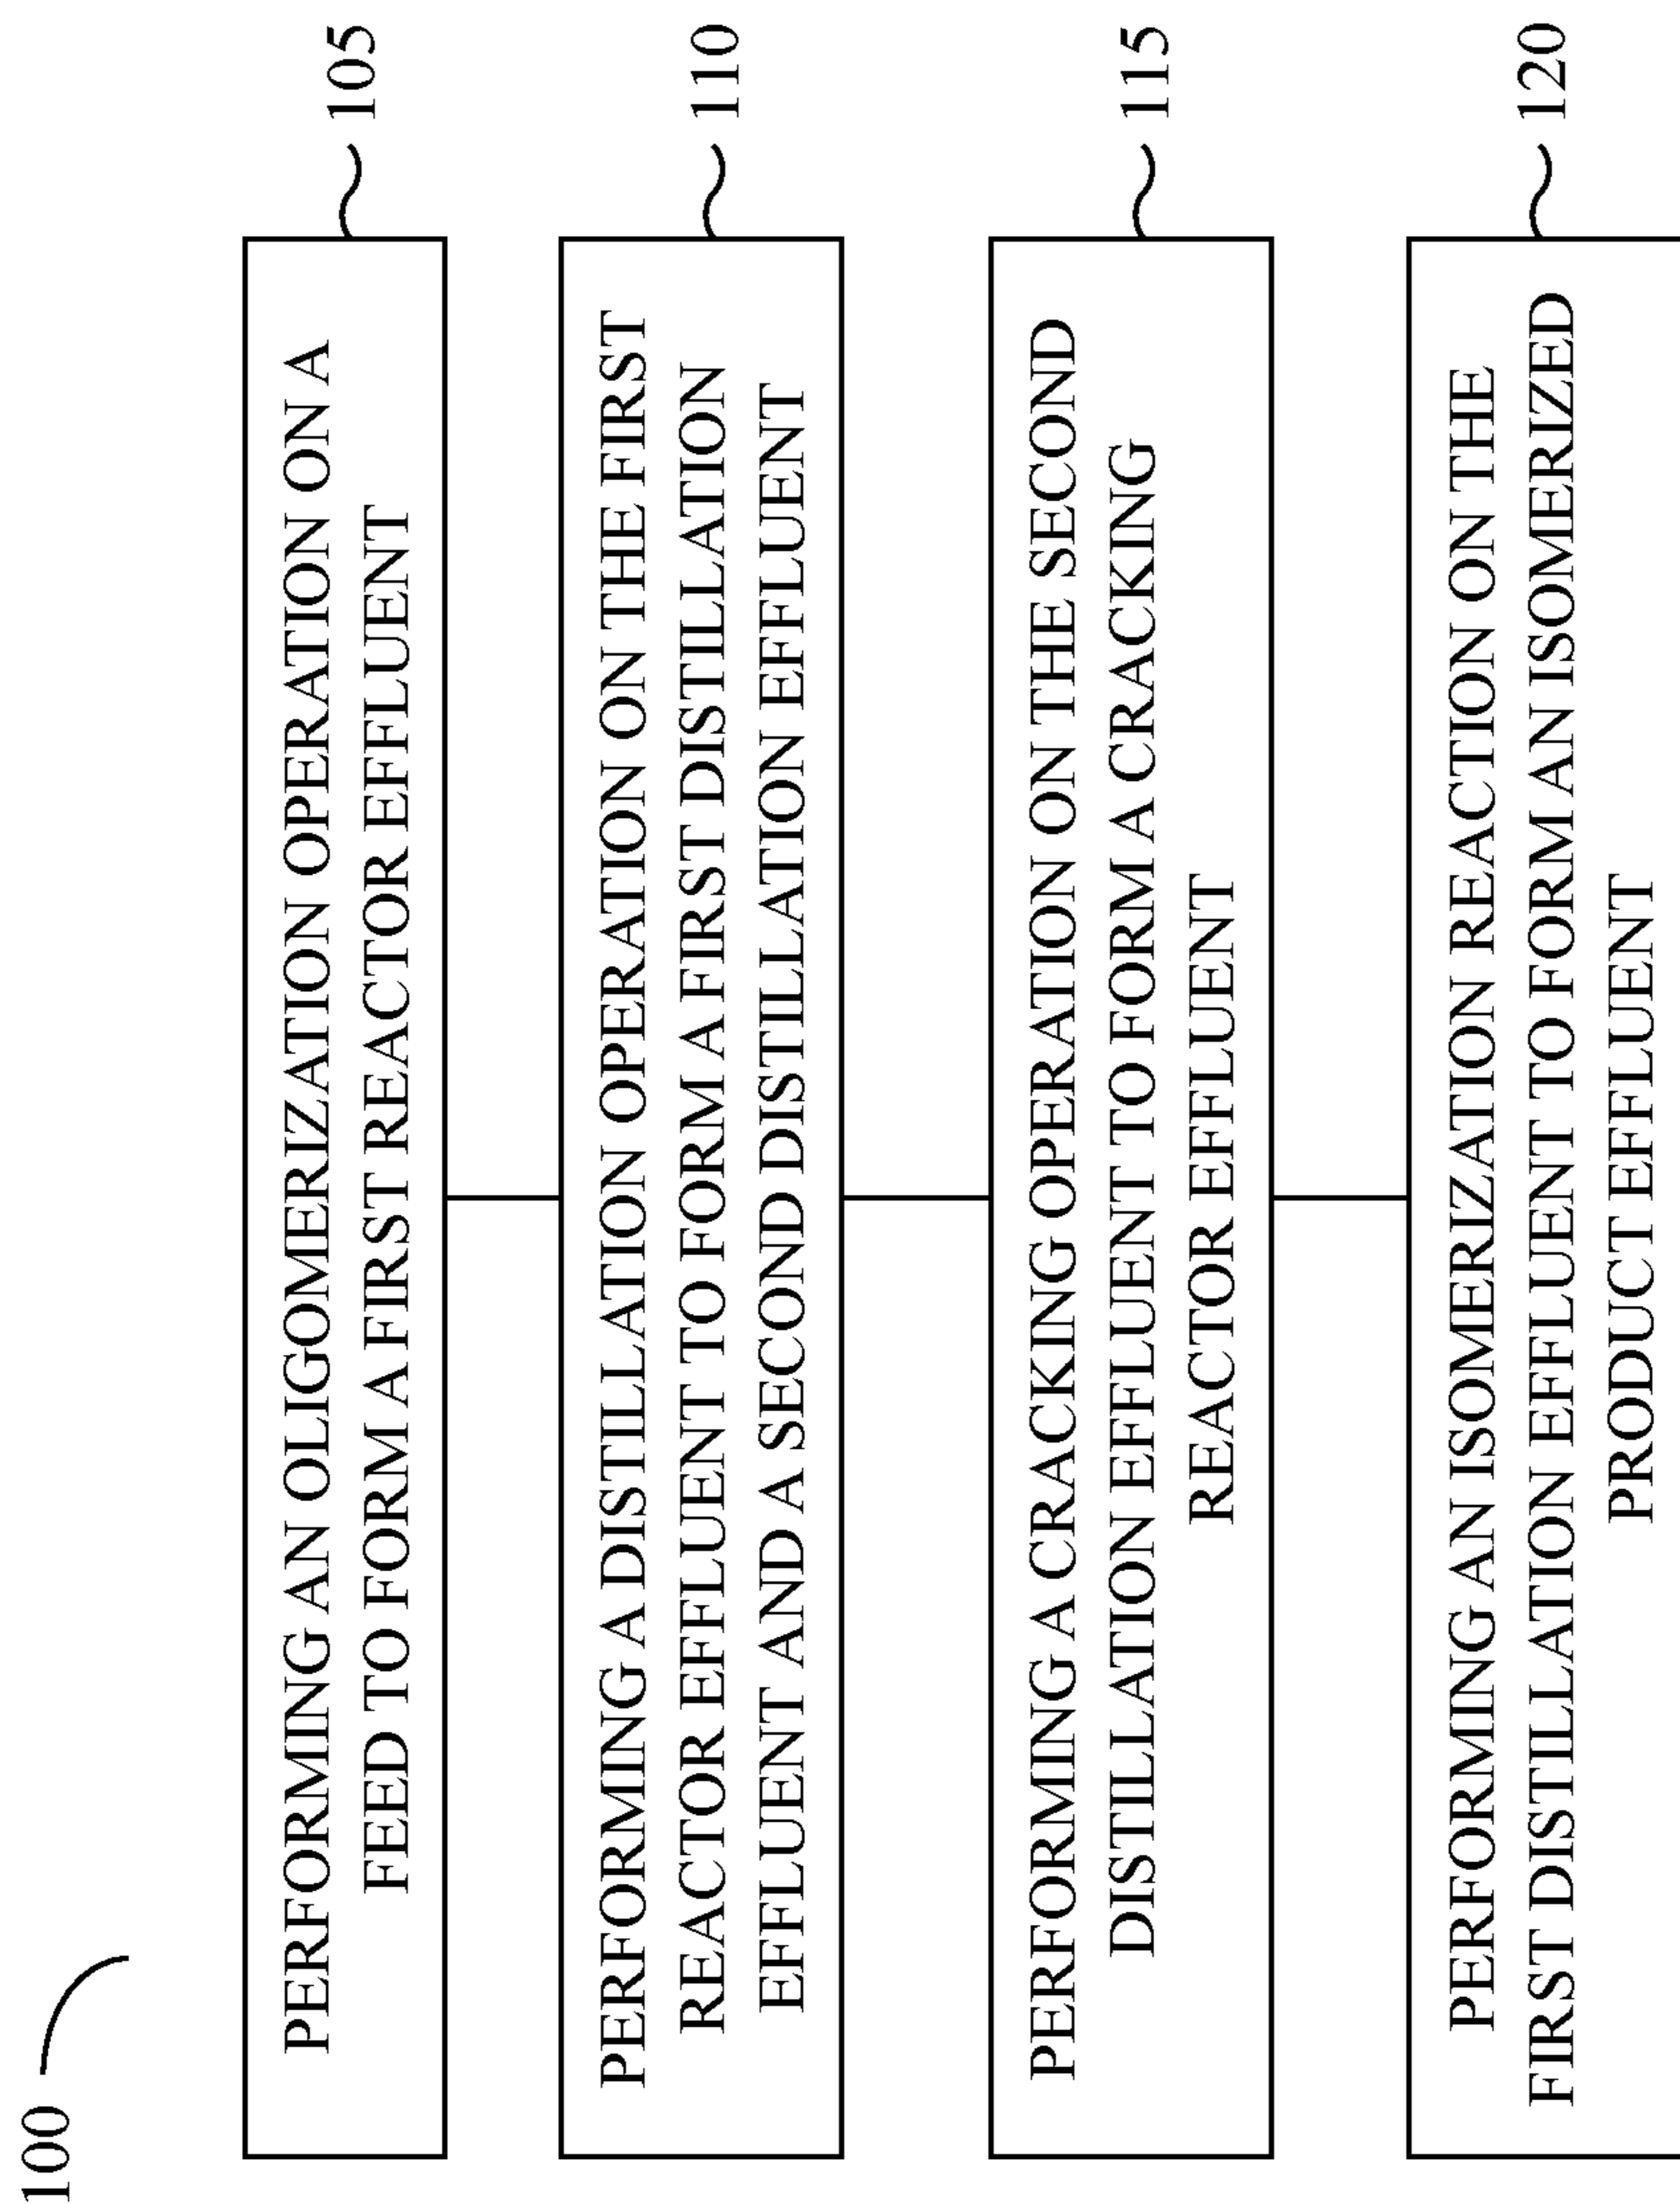 100
PERFORMING AN OLIGOMERIZATION OPERATION ON A
FEED TO FORM A FIRST REACTOR EFFLUENT
105
PERFORMING A DISTILLATION OPERATION ON THE FIRST
REACTOR EFFLUENT TO FORM A FIRST DISTILLATION
EFFLUENT AND A SECOND DISTILLATION EFFLUENT
110
PERFORMING A CRACKING OPERATION ON THE SECOND
DISTILLATION EFFLUENT TO FORM A CRACKING
REACTOR EFFLUENT
115
PERFORMING AN ISOMERIZATION REACTION ON THE
FIRST DISTILLATION EFFLUENT TO FORM AN ISOMERIZED
PRODUCT EFFLUENT
120